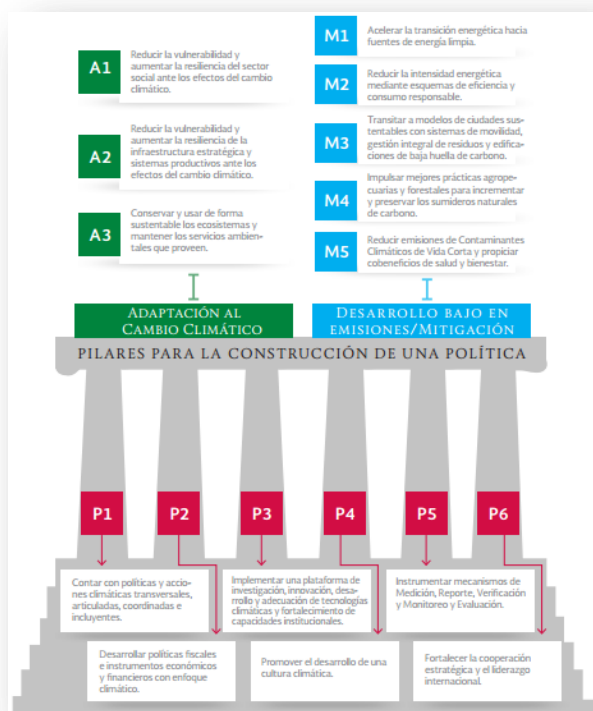 A1
Reducir la vulnerabilidad y
aumentar la resiliencia del sector
social ante los efectos del cambio
climático.
A2
Reducir la vulnerabilidad y
aumentar la resiliencia de la
infraestructura estratégica y
sistemas productivos ante los
efectos del cambio climático.
A3
Conservar y usar de forma
sustentable los ecosistemas y
mantener los servicios ambien-
tales que proveen.
M1
Acelerar la transición energética hacia
fuentes de energía limpia.
M2
Reducir la intensidad energética
mediante esquemas de eficiencia y
consumo responsable.
M3
Transitar a modelos de ciudades sus-
tentables con sistemas de movilidad,
gestión integral de residuos y edifica-
ciones de baja huella de carbono.
M4
Impulsar mejores prácticas agrope-
cuarias y forestales para incrementar
y preservar los sumideros naturales
de carbono.
M5
Reducir emisiones de Contaminantes
Climáticos de Vida Corta y propiciar
cobeneficios de salud y bienestar.
ADAPTACIÓN AL
CAMBIO CLIMÁTICO
DESARROLLO BAJO EN
EMISIONES/MITIGACIÓN
PILARES PARA LA CONSTRUCCIÓN DE UNA POLÍTICA
P1
P2
P3
P4
P5
P6
Contar con políticas y accio-
nes climáticas transversales,
articuladas, coordinadas e
incluyentes.
Implementar una plataforma de
investigación, innovación, desa-
rrollo y adecuación de tecnologías
climáticas y fortalecimiento de
capacidades institucionales.
Instrumentar mecanismos de
Medición, Reporte, Verificación
y Monitoreo y Evaluación.
Desarrollar políticas fiscales
e instrumentos económicos
y financieros con enfoque
climático.
Promover el desarrollo de una
cultura climática.
Fortalecer la cooperación
estratégica y el liderazgo
internacional.